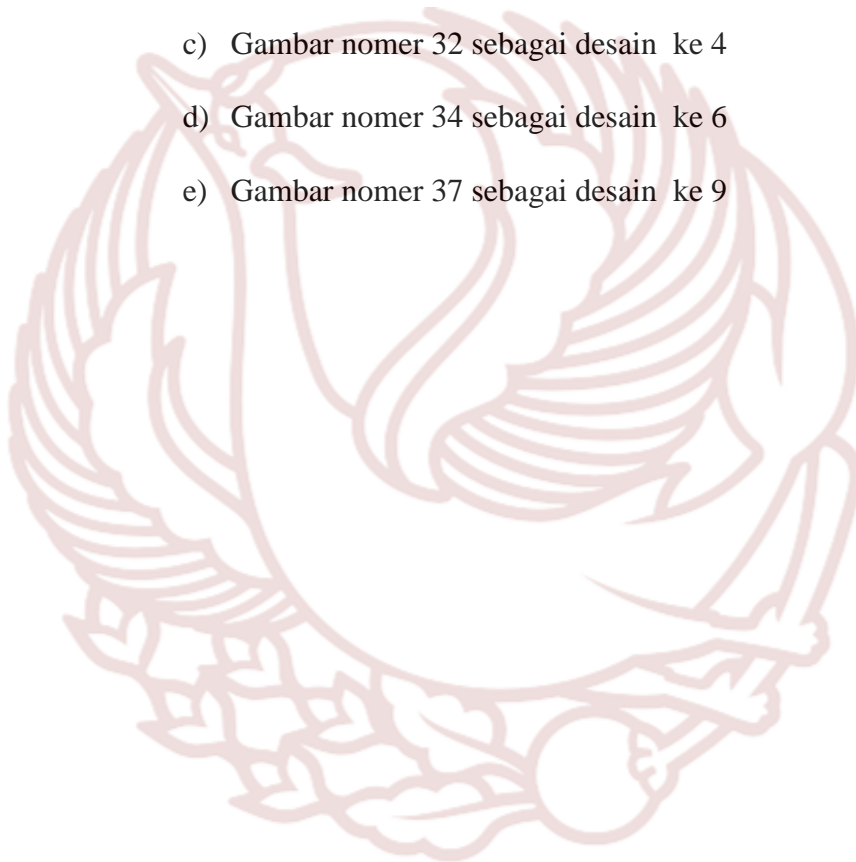 c) Gambar nomer 32 sebagai desain ke 4
d) Gambar nomer 34 sebagai desain ke 6
e) Gambar nomer 37 sebagai desain ke 9